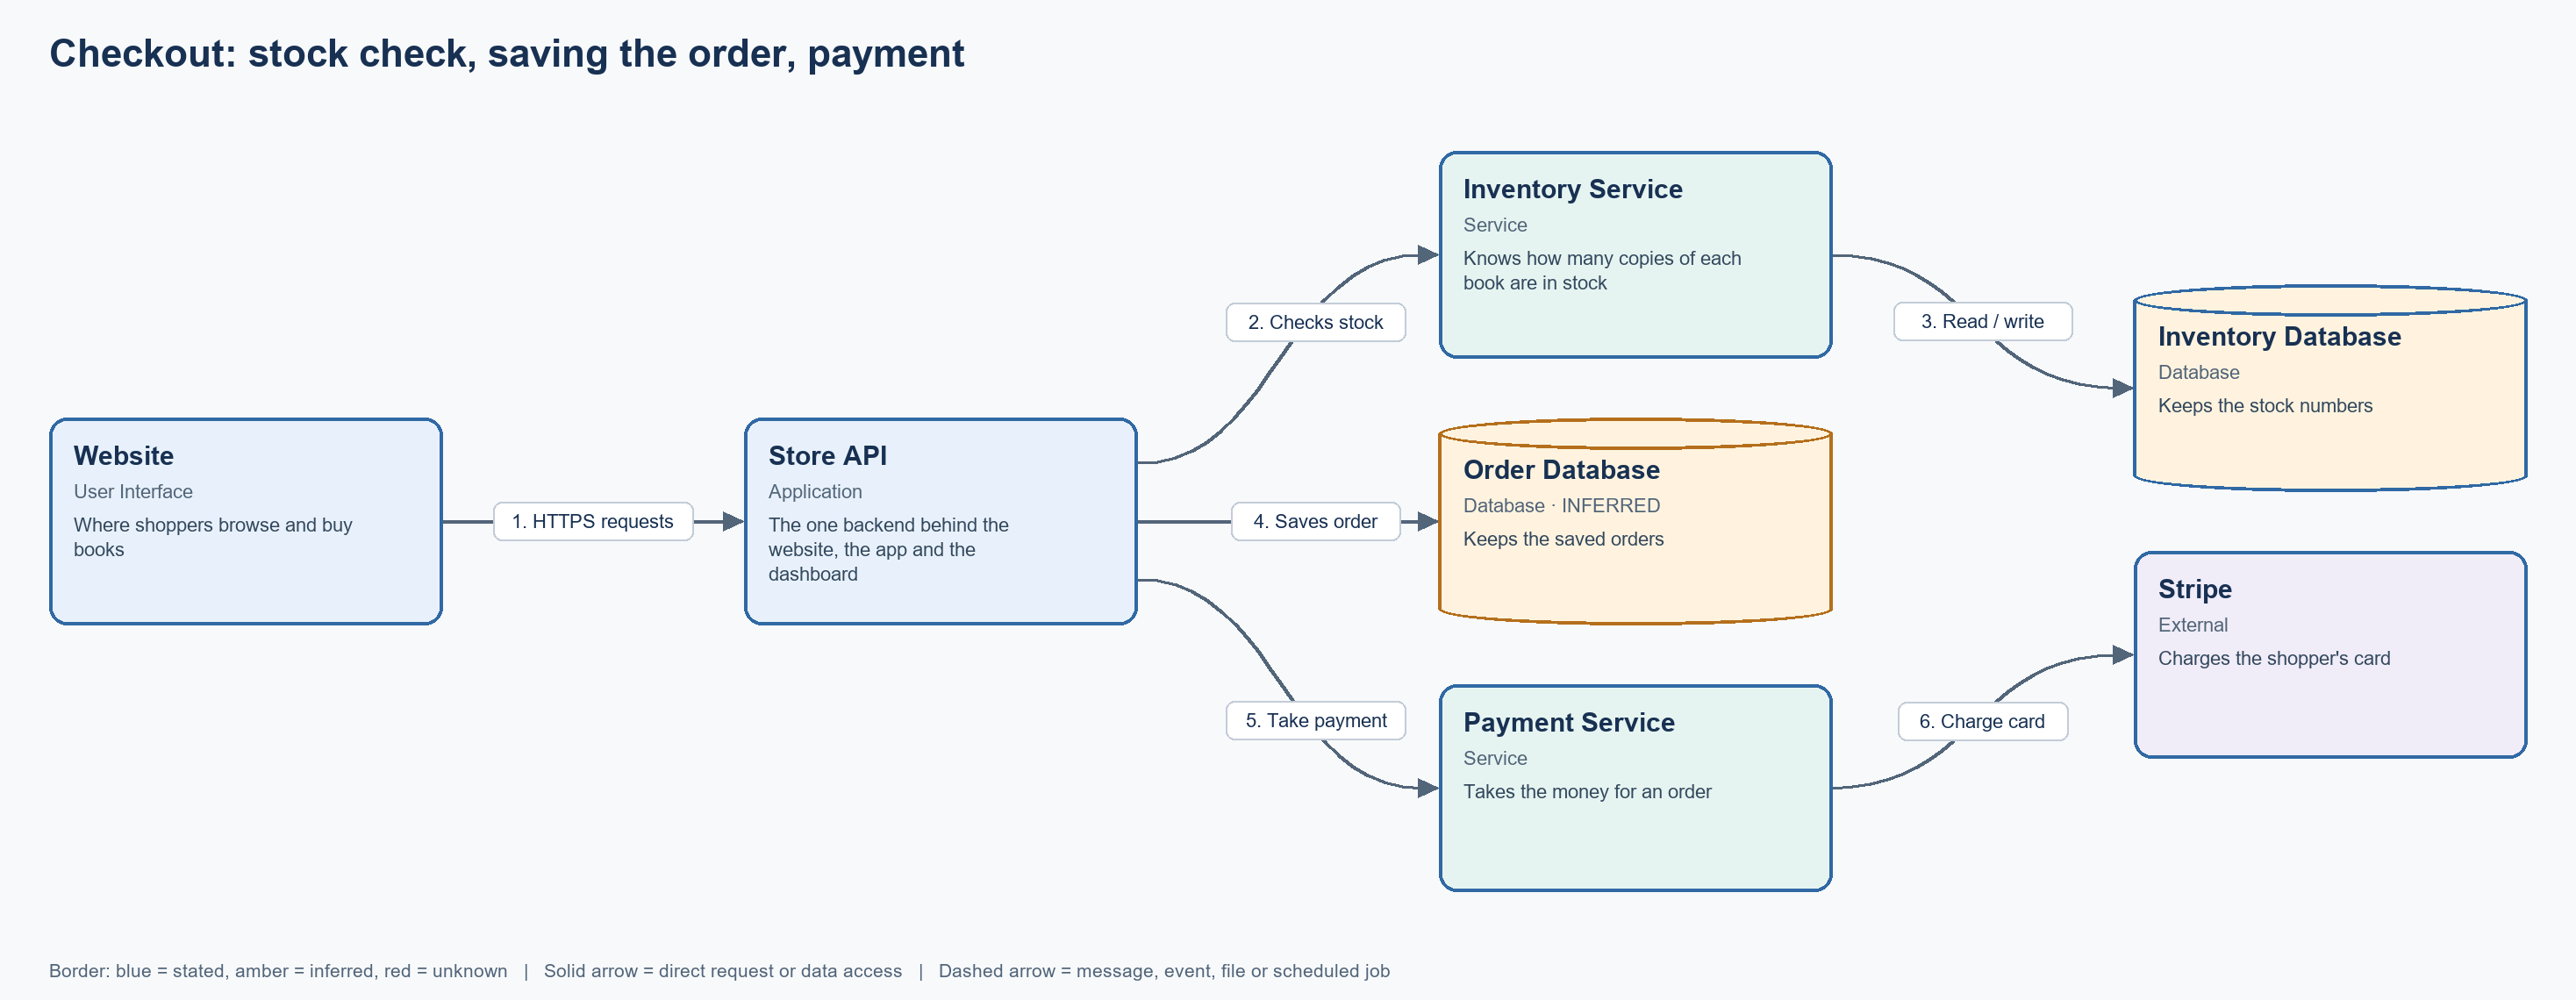 Checkout: stock check, saving the order, payment
Website
User Interface
Where shoppers browse and buy
books
1. HTTPS requests
Store API
Application
The one backend behind the
website, the app and the
dashboard
2. Checks stock
Inventory Service
Service
Knows how many copies of each
book are in stock
3. Read / write
Inventory Database
Database
Keeps the stock numbers
4. Saves order
Order Database
Database · INFERRED
Keeps the saved orders
5. Take payment
Payment Service
Service
Takes the money for an order
6. Charge card
Stripe
External
Charges the shopper's card
Border: blue = stated, amber = inferred, red = unknown | Solid arrow = direct request or data access | Dashed arrow = message, event, file or scheduled job